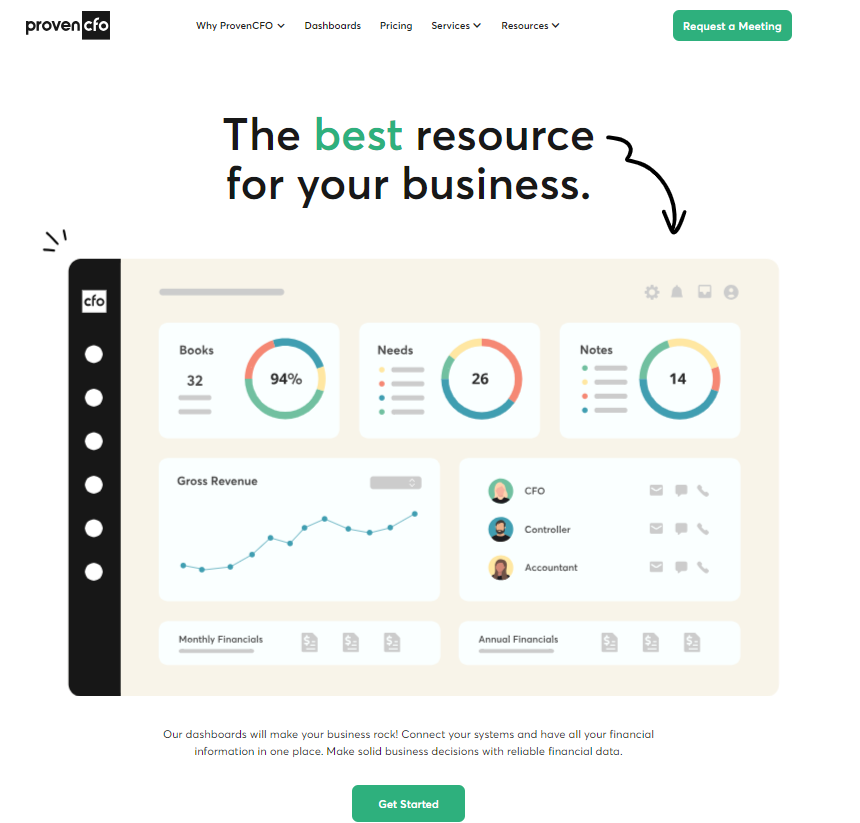 proven cfo
Why ProvenCFO Dashboards Pricing Services Resources
Request a Meeting
The best resource
for your business.
cfo
Books
32
94%
Needs
26
Notes
14
Gross Revenue
CFO
Controller
Accountant
Monthly Financials
$ $ $
Annual Financials
$ $ $
Our dashboards will make your business rock! Connect your systems and have all your financial
information in one place. Make solid business decisions with reliable financial data.
Get Started